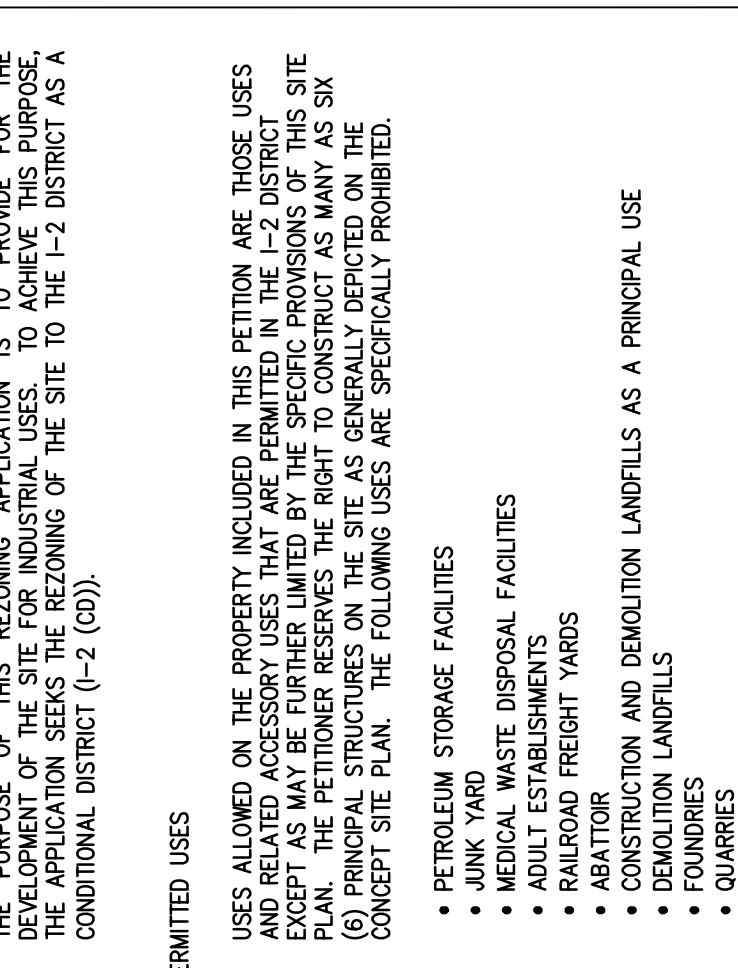 THE PURPOSE OF THIS REZONING APPLICATION IS TO PROVIDE FOR THE
DEVELOPMENT OF THE SITE FOR INDUSTRIAL USES. TO ACHIEVE THIS PURPOSE,
THE APPLICATION SEEKS THE REZONING OF THE SITE TO THE I-2 DISTRICT AS A
CONDITIONAL DISTRICT (I-2 (CD)).
ERMITTED USES
USES ALLOWED ON THE PROPERTY INCLUDED IN THIS PETITION ARE THOSE USES
AND RELATED ACCESSORY USES THAT ARE PERMITTED IN THE I-2 DISTRICT
EXCEPT AS MAY BE FURTHER LIMITED BY THE SPECIFIC PROVISIONS OF THIS SITE
PLAN. THE PETITIONER RESERVES THE RIGHT TO CONSTRUCT AS MANY AS SIX
(6) PRINCIPAL STRUCTURES ON THE SITE AS GENERALLY DEPICTED ON THE
CONCEPT SITE PLAN. THE FOLLOWING USES ARE SPECIFICALLY PROHIBITED.
• PETROLEUM STORAGE FACILITIES
• JUNK YARD
• MEDICAL WASTE DISPOSAL FACILITIES
• ADULT ESTABLISHMENTS
• RAILROAD FREIGHT YARDS
• ABATTOIR
• CONSTRUCTION AND DEMOLITION LANDFILLS AS A PRINCIPAL USE
• DEMOLITION LANDFILLS
• FOUNDRIES
• QUARRIES